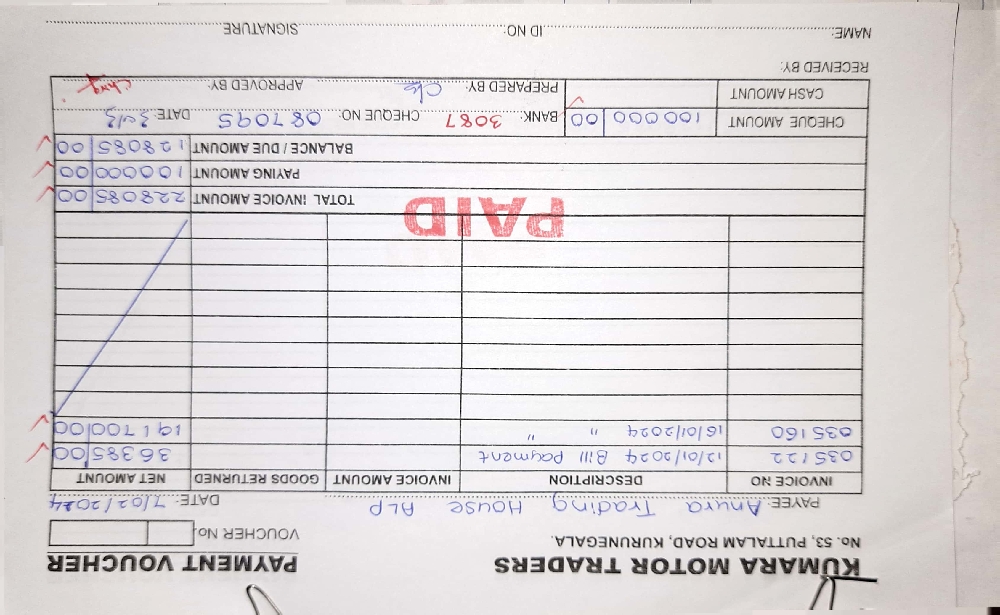 KUMARA MOTOR TRADERS PAYMENT VOUCHER
No. 53, PUTTALAM ROAD, KURUNEGALA. VOUCHER No
PAYEE: Anura Trading House ALP DATE: 7/02/2024
INVOICE NO DESCRIPTION INVOICE AMOUNT GOODS RETURNED NET AMOUNT
035122 12/01/2024 Bill payment 36385 00
035160 16/01/2024 " " 191700 00
PAID
TOTAL INVOICE AMOUNT 228085 00
PAYING AMOUNT 100000 00
BALANCE / DUE AMOUNT 128085 00
CHEQUE AMOUNT 100000 00 BANK: 3087 CHEQUE NO: 087095 DATE: 30/3
CASH AMOUNT PREPARED BY: APPROVED BY:
RECEIVED BY:
NAME: ID NO: SIGNATURE